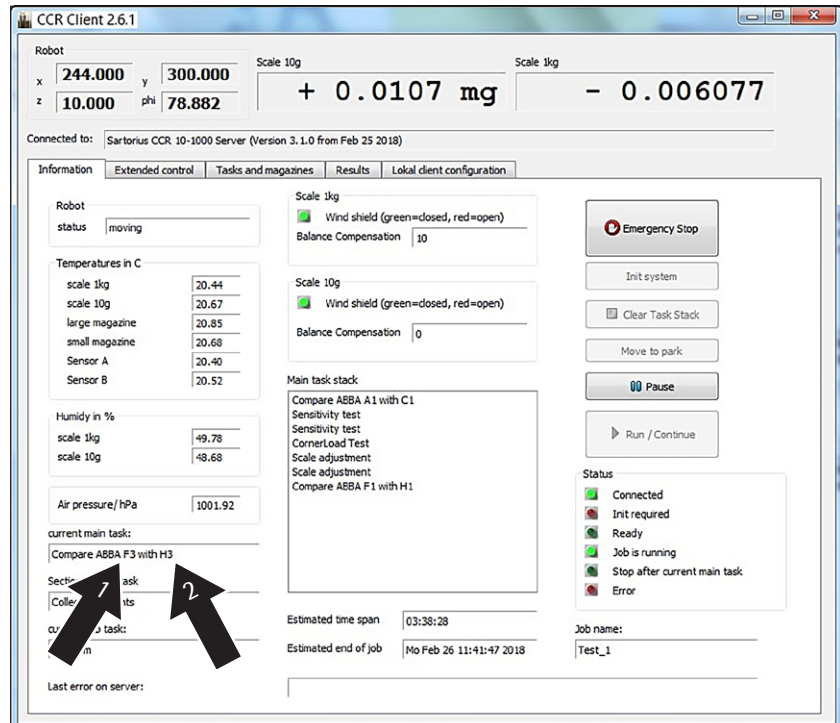 CCR Client 2.6.1
Robot
x 244.000 y 300.000
z 10.000 phi 78.882
Scale 10g
+ 0.0107 mg
Scale 1kg
- 0.006077
Connected to: Sartorius CCR 10-1000 Server (Version 3.1.0 from Feb 25 2018)
Information Extended control Tasks and magazines Results Lokal client configuration
Robot
status moving
Temperatures in C
scale 1kg 20.44
scale 10g 20.67
large magazine 20.85
small magazine 20.68
Sensor A 20.40
Sensor B 20.52
Humidy in %
scale 1kg 49.78
scale 10g 48.68
Air pressure/hPa 1001.92
current main task:
Compare ABBA F3 with H3
1
2
Last error on server:
Scale 1kg
Wind shield (green=closed, red=open)
Balance Compensation 10
Scale 10g
Wind shield (green=closed, red=open)
Balance Compensation 0
Main task stack
Compare ABBA A1 with C1
Sensitivity test
Sensitivity test
CornerLoad Test
Scale adjustment
Scale adjustment
Compare ABBA F1 with H1
Estimated time span 03:38:28
Estimated end of job Mo Feb 26 11:41:47 2018
Emergency Stop
Init system
Clear Task Stack
Move to park
Pause
Run / Continue
Status
Connected
Init required
Ready
Job is running
Stop after current main task
Error
Job name:
Test_1